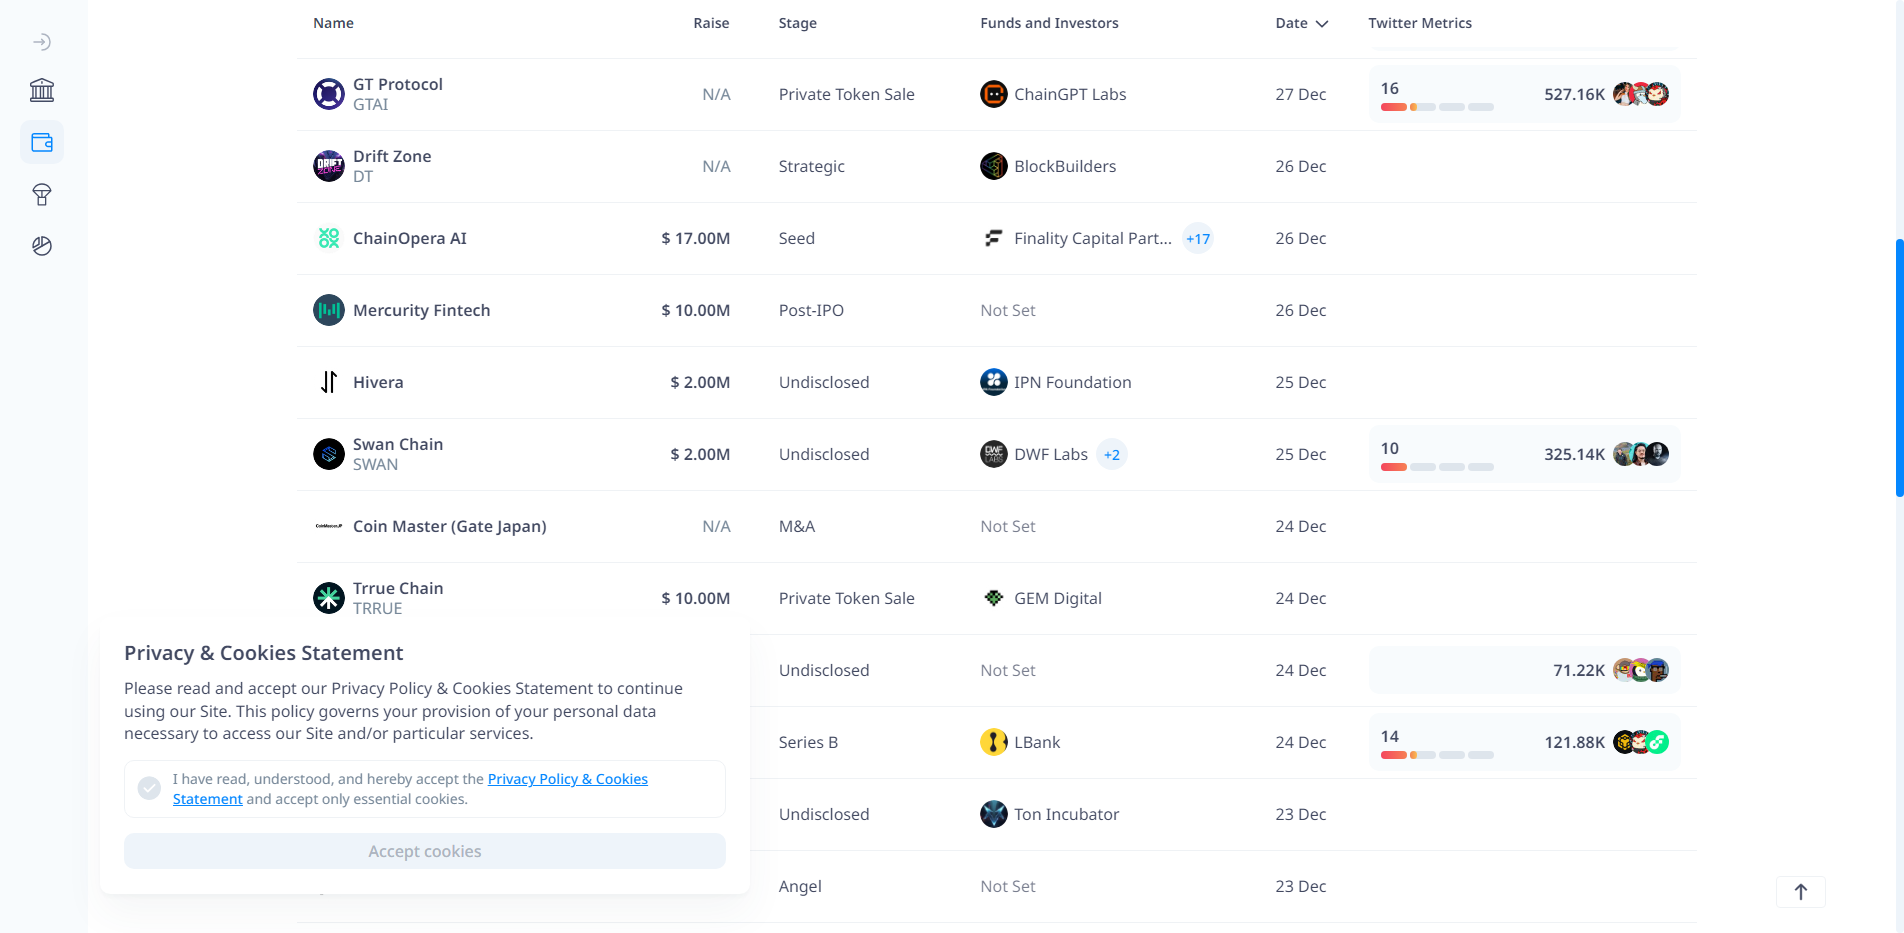 Name Raise Stage Funds and Investors Date Twitter Metrics
GT Protocol
GTAI
N/A Private Token Sale ChainGPT Labs 27 Dec 16 527.16K
Drift Zone
DT
N/A Strategic BlockBuilders 26 Dec
ChainOpera AI $ 17.00M Seed Finality Capital Part... +17 26 Dec
Mercurity Fintech $ 10.00M Post-IPO Not Set 26 Dec
Hivera $ 2.00M Undisclosed IPN Foundation 25 Dec
Swan Chain
SWAN
$ 2.00M Undisclosed DWF Labs +2 25 Dec 10 325.14K
Coin Master (Gate Japan) N/A M&A Not Set 24 Dec
Trrue Chain
TRRUE
$ 10.00M Private Token Sale GEM Digital 24 Dec
Undisclosed Not Set 24 Dec 71.22K
Series B LBank 24 Dec 14 121.88K
Undisclosed Ton Incubator 23 Dec
Angel Not Set 23 Dec
Privacy & Cookies Statement
Please read and accept our Privacy Policy & Cookies Statement to continue
using our Site. This policy governs your provision of your personal data
necessary to access our Site and/or particular services.
I have read, understood, and hereby accept the Privacy Policy & Cookies
Statement and accept only essential cookies.
Accept cookies